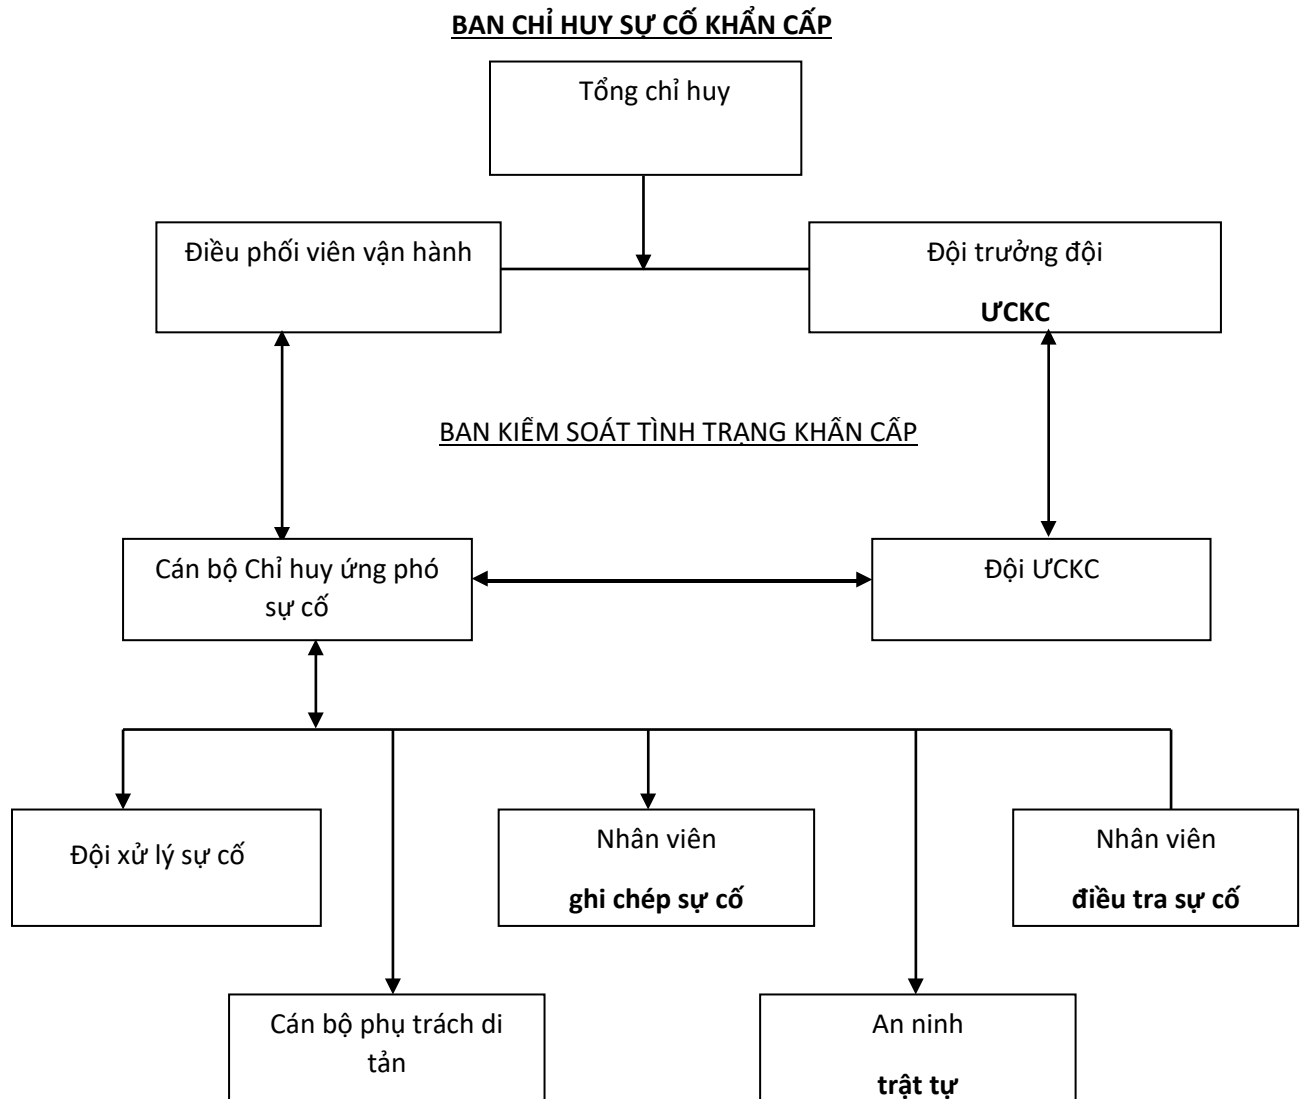 BAN CHỈ HUY SỰ CỐ KHẨN CẤP
Tổng chỉ huy
Điều phối viên vận hành
Đội trưởng đội
ƯCKC
BAN KIỂM SOÁT TÌNH TRẠNG KHẨN CẤP
Cán bộ Chỉ huy ứng phó
sự cố
Đội ƯCKC
Đội xử lý sự cố
Nhân viên
ghi chép sự cố
Nhân viên
điều tra sự cố
Cán bộ phụ trách di
tản
An ninh
trật tự